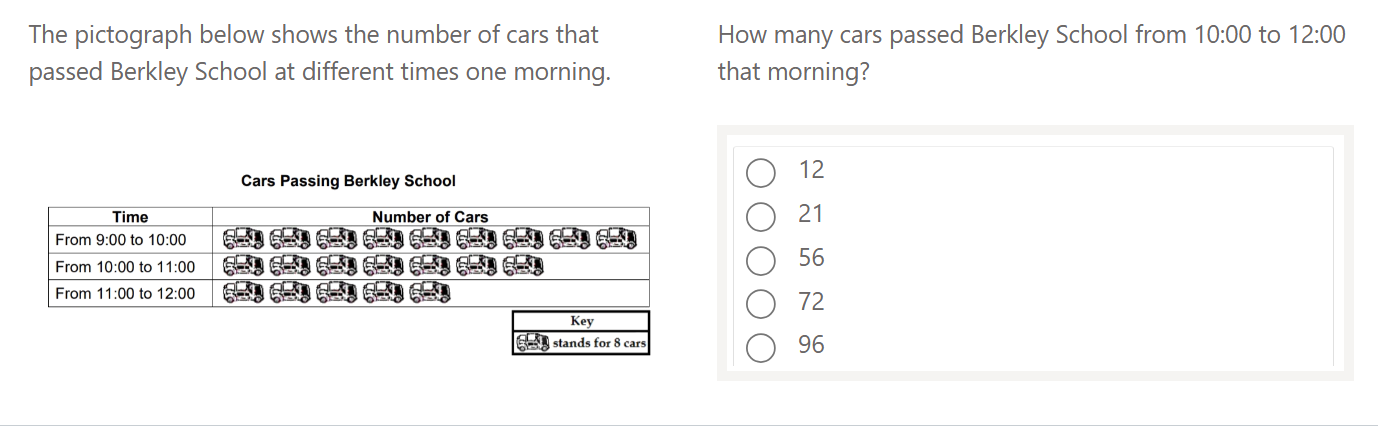 The pictograph below shows the number of cars that
passed Berkley School at different times one morning.
Cars Passing Berkley School
Time Number of Cars
From 9:00 to 10:00
From 10:00 to 11:00
From 11:00 to 12:00
Key
stands for 8 cars
How many cars passed Berkley School from 10:00 to 12:00
that morning?
12
21
56
72
96